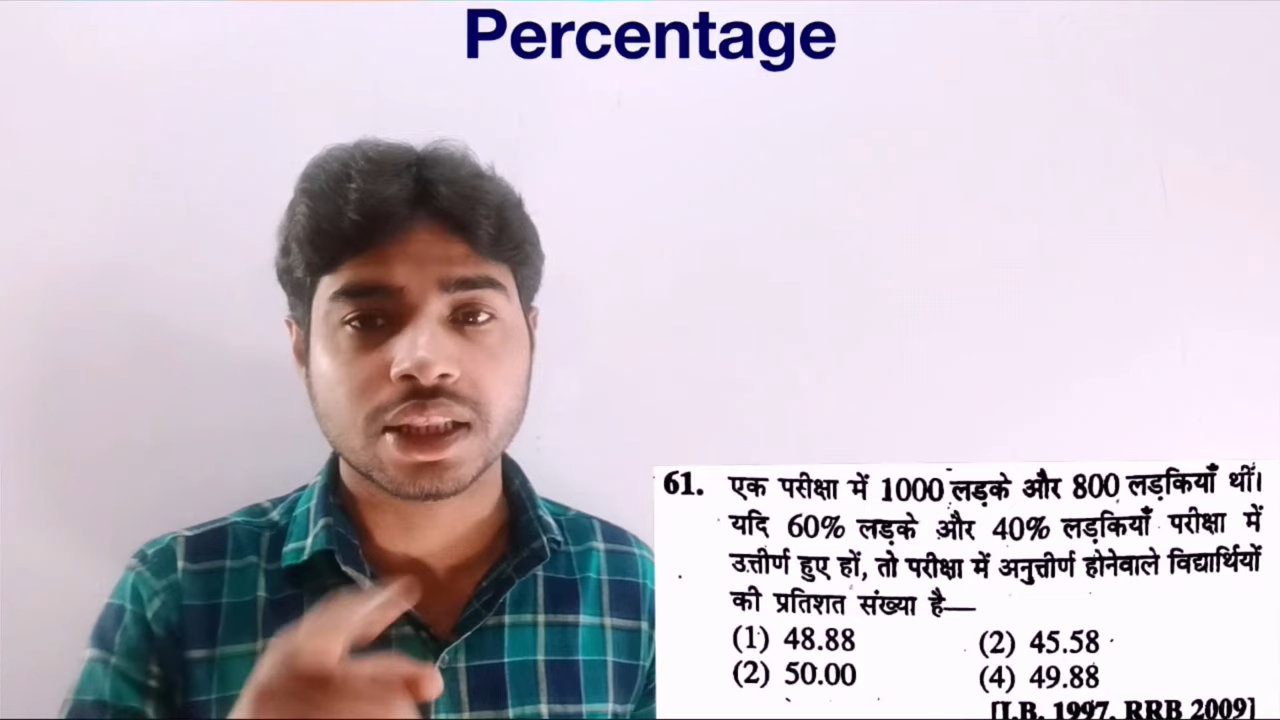 Percentage
61. एक परीक्षा में 1000 लड़के और 800 लड़कियाँ थीं।
यदि 60% लड़के और 40% लड़कियाँ परीक्षा में
उत्तीर्ण हुए हों, तो परीक्षा में अनुत्तीर्ण होनेवाले विद्यार्थियों
की प्रतिशत संख्या है—
(1) 48.88 (2) 45.58
(2) 50.00 (4) 49.88
[I.B. 1997, RRB 2009]